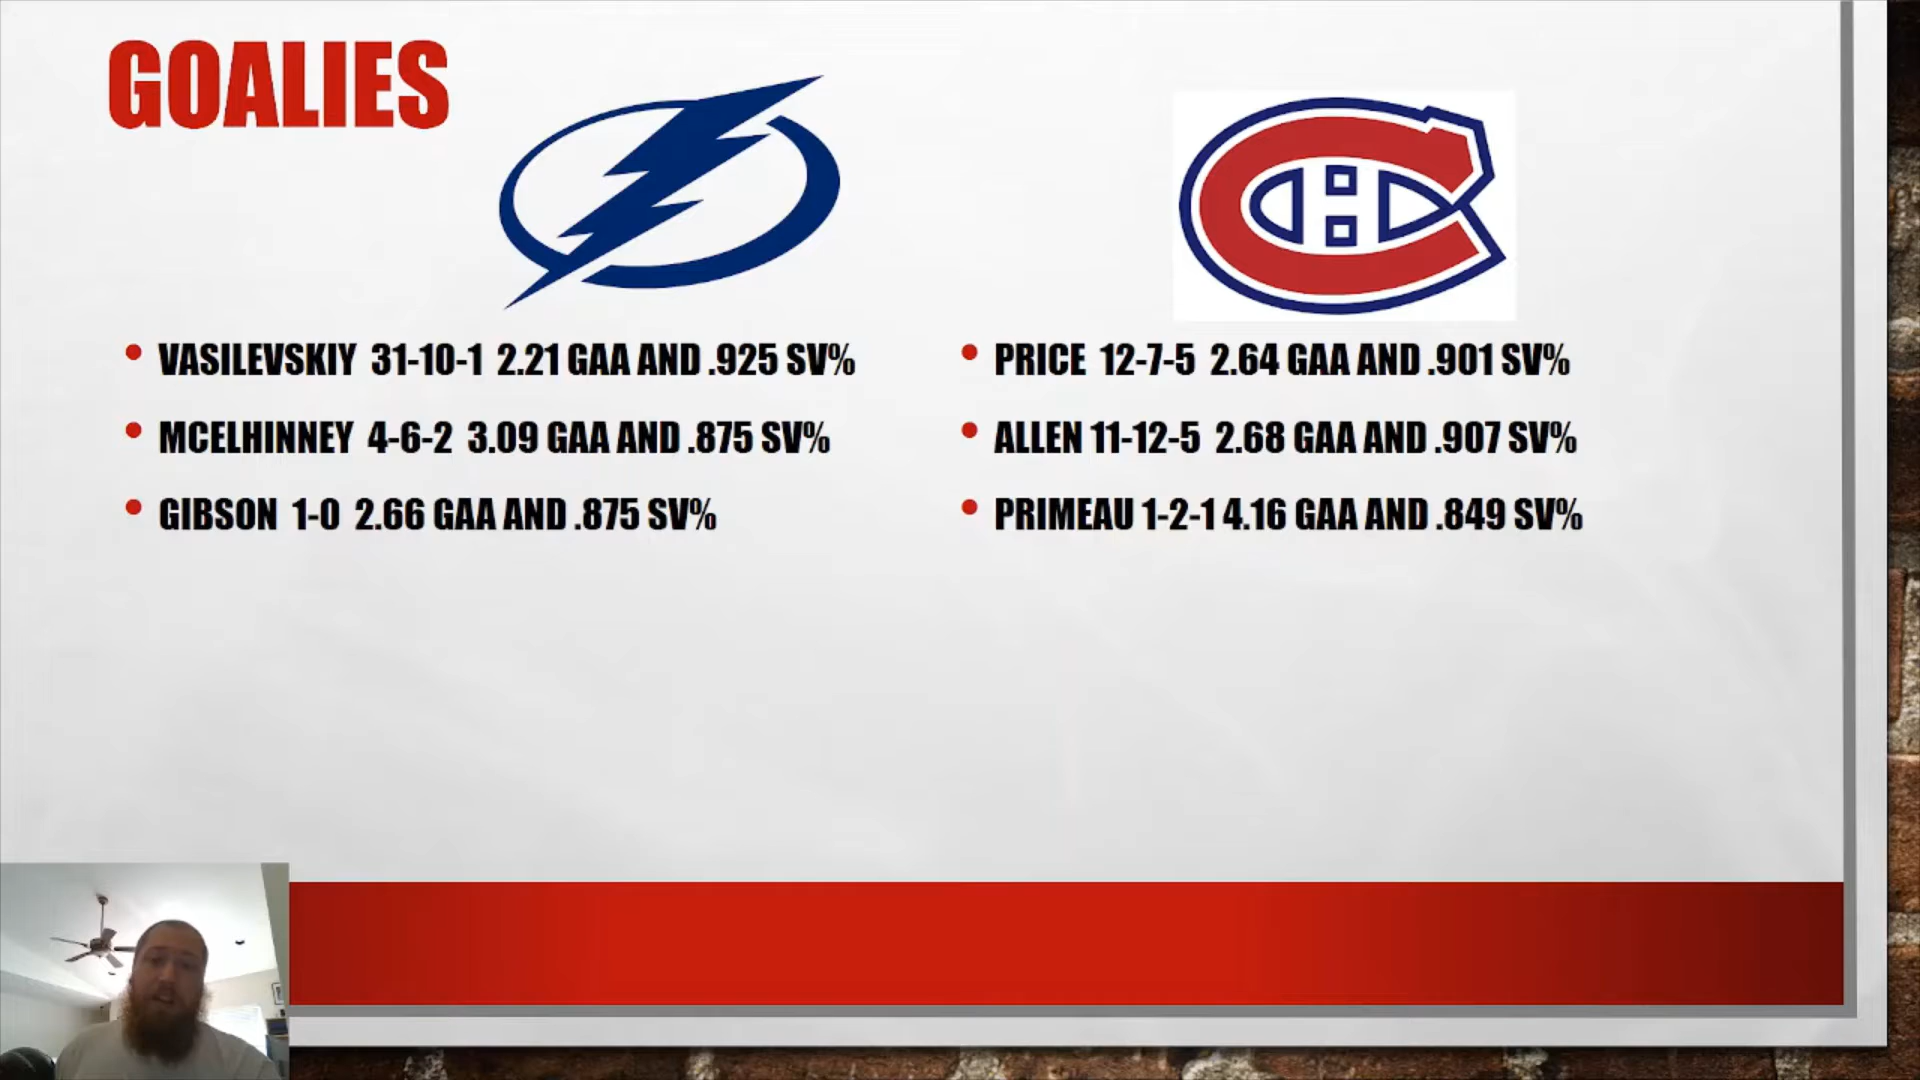 GOALIES
VASILEVSKIY 31-10-1 2.21 GAA AND .925 SV%
MCELHINNEY 4-6-2 3.09 GAA AND .875 SV%
GIBSON 1-0 2.66 GAA AND .875 SV%
PRICE 12-7-5 2.64 GAA AND .901 SV%
ALLEN 11-12-5 2.68 GAA AND .907 SV%
PRIMEAU 1-2-1 4.16 GAA AND .849 SV%